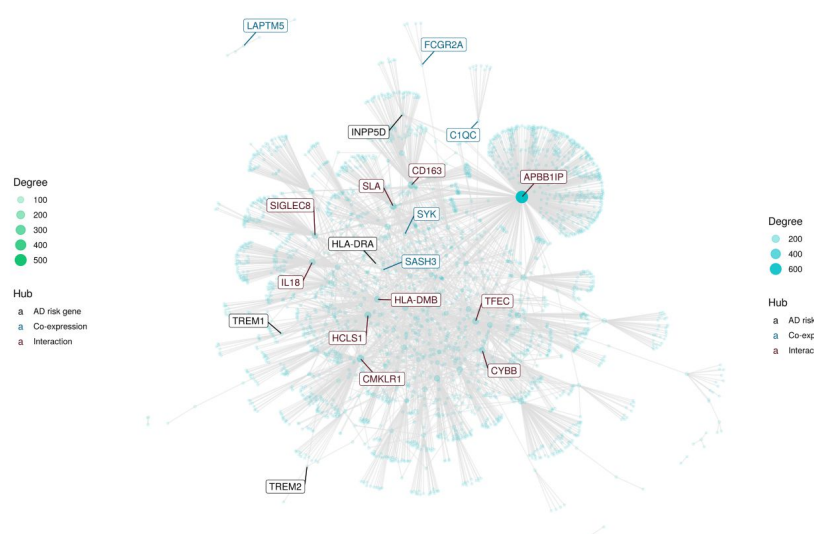 LAPTM5
FCGR2A
INPP5D
C1QC
CD163
APBB1IP
SLA
SIGLEC8
SYK
HLA-DRA
SASH3
IL18
HLA-DMB
TFEC
TREM1
HCLS1
CYBB
CMKLR1
TREM2
Degree
100
200
300
400
500
Hub
a AD risk gene
a Co-expression
a Interaction
Degree
200
400
600
Hub
a AD risk
a Co-exp
a Interac